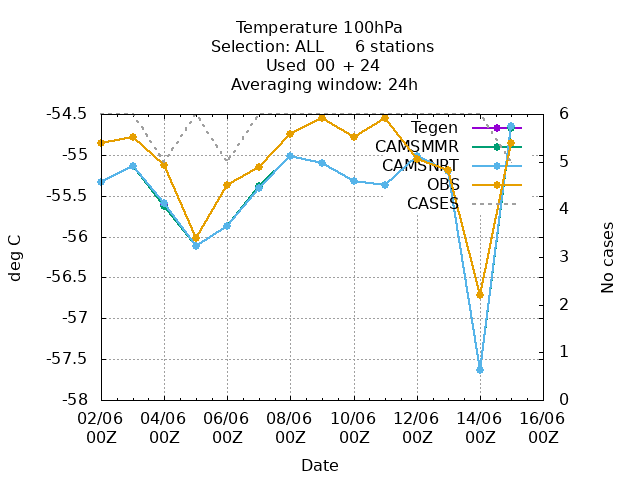 Temperature 100hPa
Selection: ALL 6 stations
Used 00 + 24
Averaging window: 24h
Tegen
CAMSMMR
CAMSNRT
OBS
CASES
deg C
No cases
-54.5
-55
-55.5
-56
-56.5
-57
-57.5
-58
6
5
4
3
2
1
0
02/06 04/06 06/06 08/06 10/06 12/06 14/06 16/06
00Z 00Z 00Z 00Z 00Z 00Z 00Z 00Z
Date